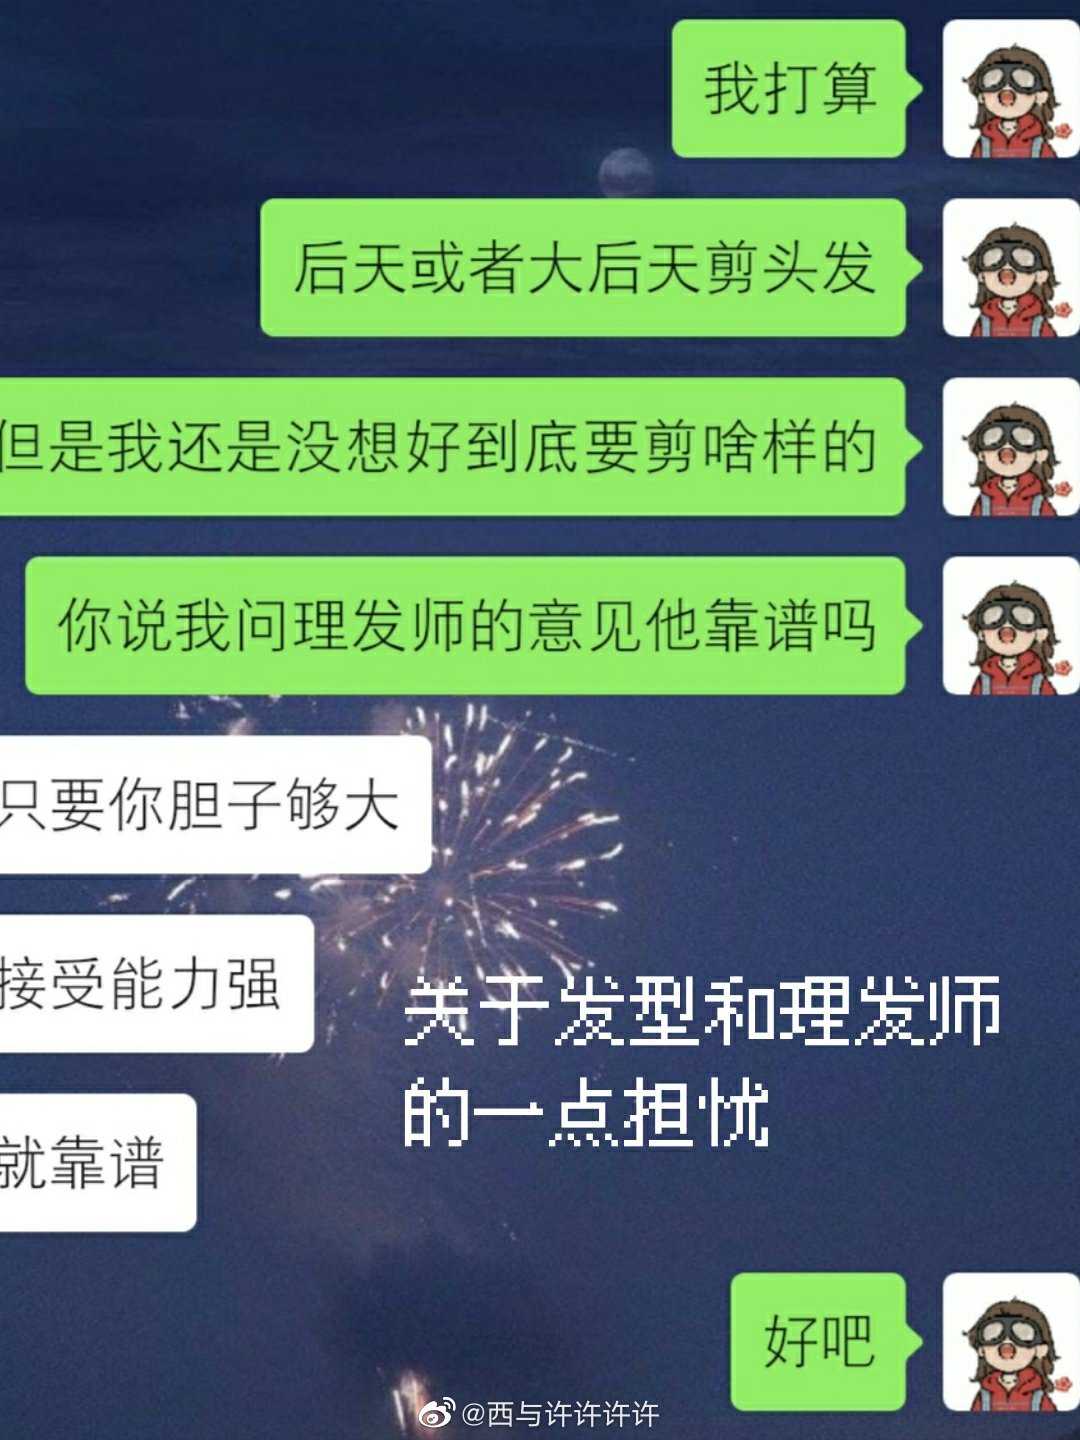 我打算
后天或者大后天剪头发
但是我还是没想好到底要剪啥样的
你说我问理发师的意见他靠谱吗
只要你胆子够大
接受能力强
关于发型和理发师
的一点担忧
就靠谱
好吧
@西与许许许许